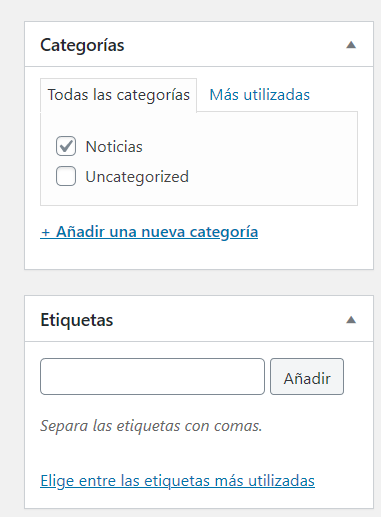 Categorías
Todas las categorías
Más utilizadas
Noticias
Uncategorized
+ Añadir una nueva categoría
Etiquetas
Añadir
Separa las etiquetas con comas.
Elige entre las etiquetas más utilizadas